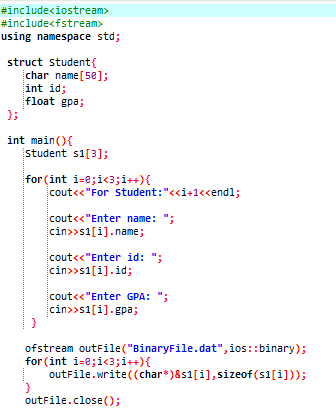 #include<iostream>
#include<fstream>
using namespace std;
struct Student{
char name[50];
int id;
float gpa;
};
int main(){
Student s1[3];
for(int i=0;i<3;i++){
cout<<"For Student:"<<i+1<<endl;
cout<<"Enter name: ";
cin>>s1[i].name;
cout<<"Enter id: ";
cin>>s1[i].id;
cout<<"Enter GPA: ";
cin>>s1[i].gpa;
}
ofstream outFile("BinaryFile.dat",ios::binary);
for(int i=0;i<3;i++){
outFile.write((char*)&s1[i],sizeof(s1[i]));
}
outFile.close();